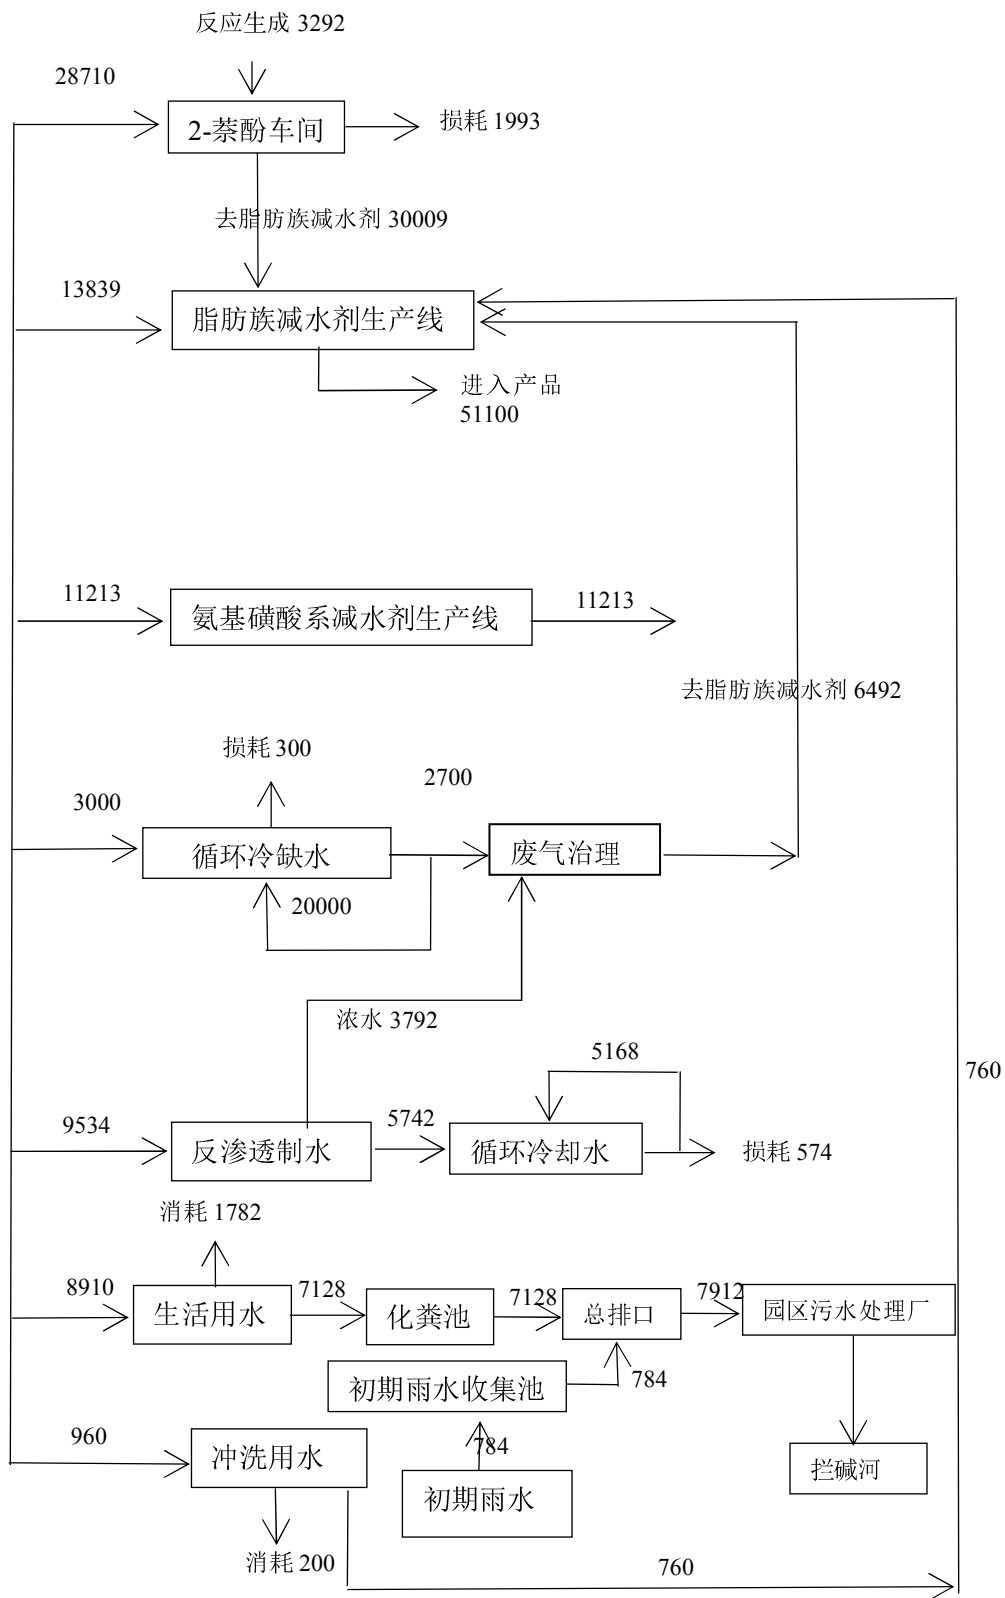 反应生成 3292
28710
2-萘酚车间
损耗 1993
去脂肪族减水剂 30009
13839
脂肪族减水剂生产线
进入产品
51100
11213
氨基磺酸系减水剂生产线
11213
去脂肪族减水剂 6492
损耗 300
2700
3000
循环冷缺水
废气治理
20000
浓水 3792
5168
760
9534
反渗透制水
5742
循环冷却水
损耗 574
消耗 1782
8910
生活用水
7128
化粪池
7128
总排口
7912
园区污水处理厂
初期雨水收集池
784
960
冲洗用水
784
初期雨水
拦碱河
消耗 200
760